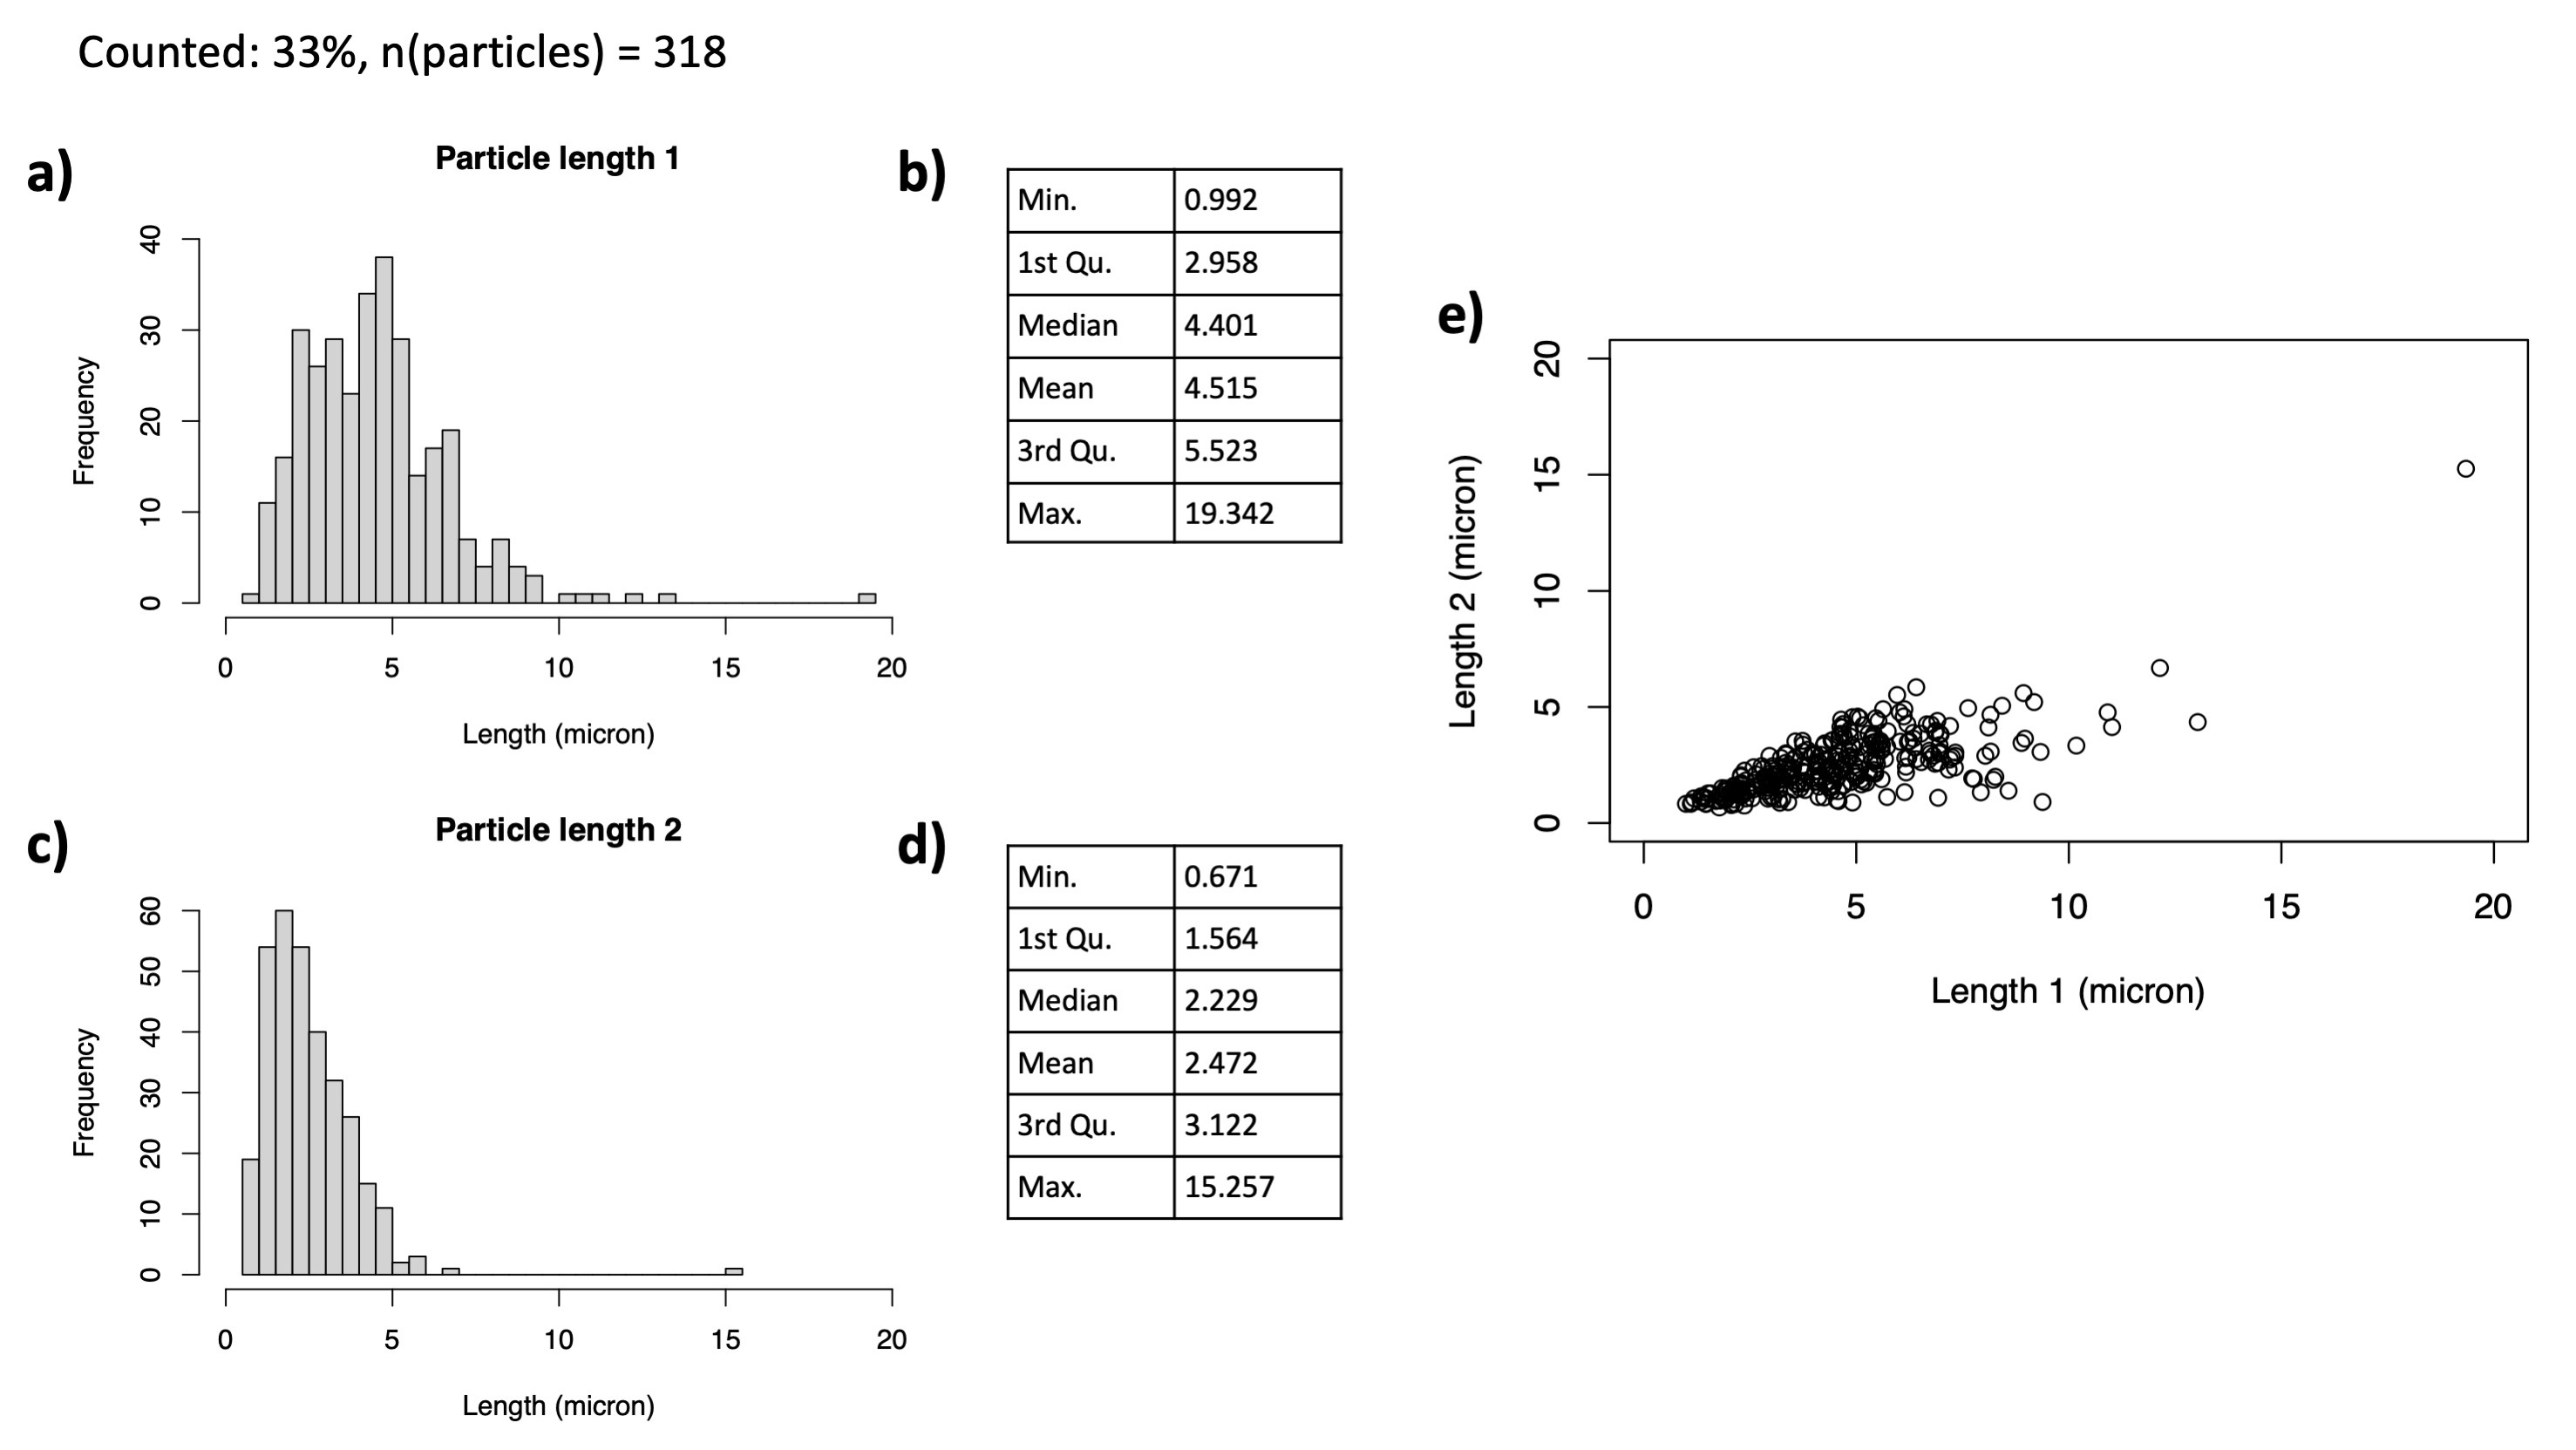 Counted: 33%, n(particles) = 318
a)
Particle length 1
Frequency
40
30
20
10
0
0 5 10 15 20
Length (micron)
b)
Min. 0.992
1st Qu. 2.958
Median 4.401
Mean 4.515
3rd Qu. 5.523
Max. 19.342
c)
Particle length 2
Frequency
60
50
40
30
20
10
0
0 5 10 15 20
Length (micron)
d)
Min. 0.671
1st Qu. 1.564
Median 2.229
Mean 2.472
3rd Qu. 3.122
Max. 15.257
e)
Length 2 (micron)
20
15
10
5
0
0 5 10 15 20
Length 1 (micron)